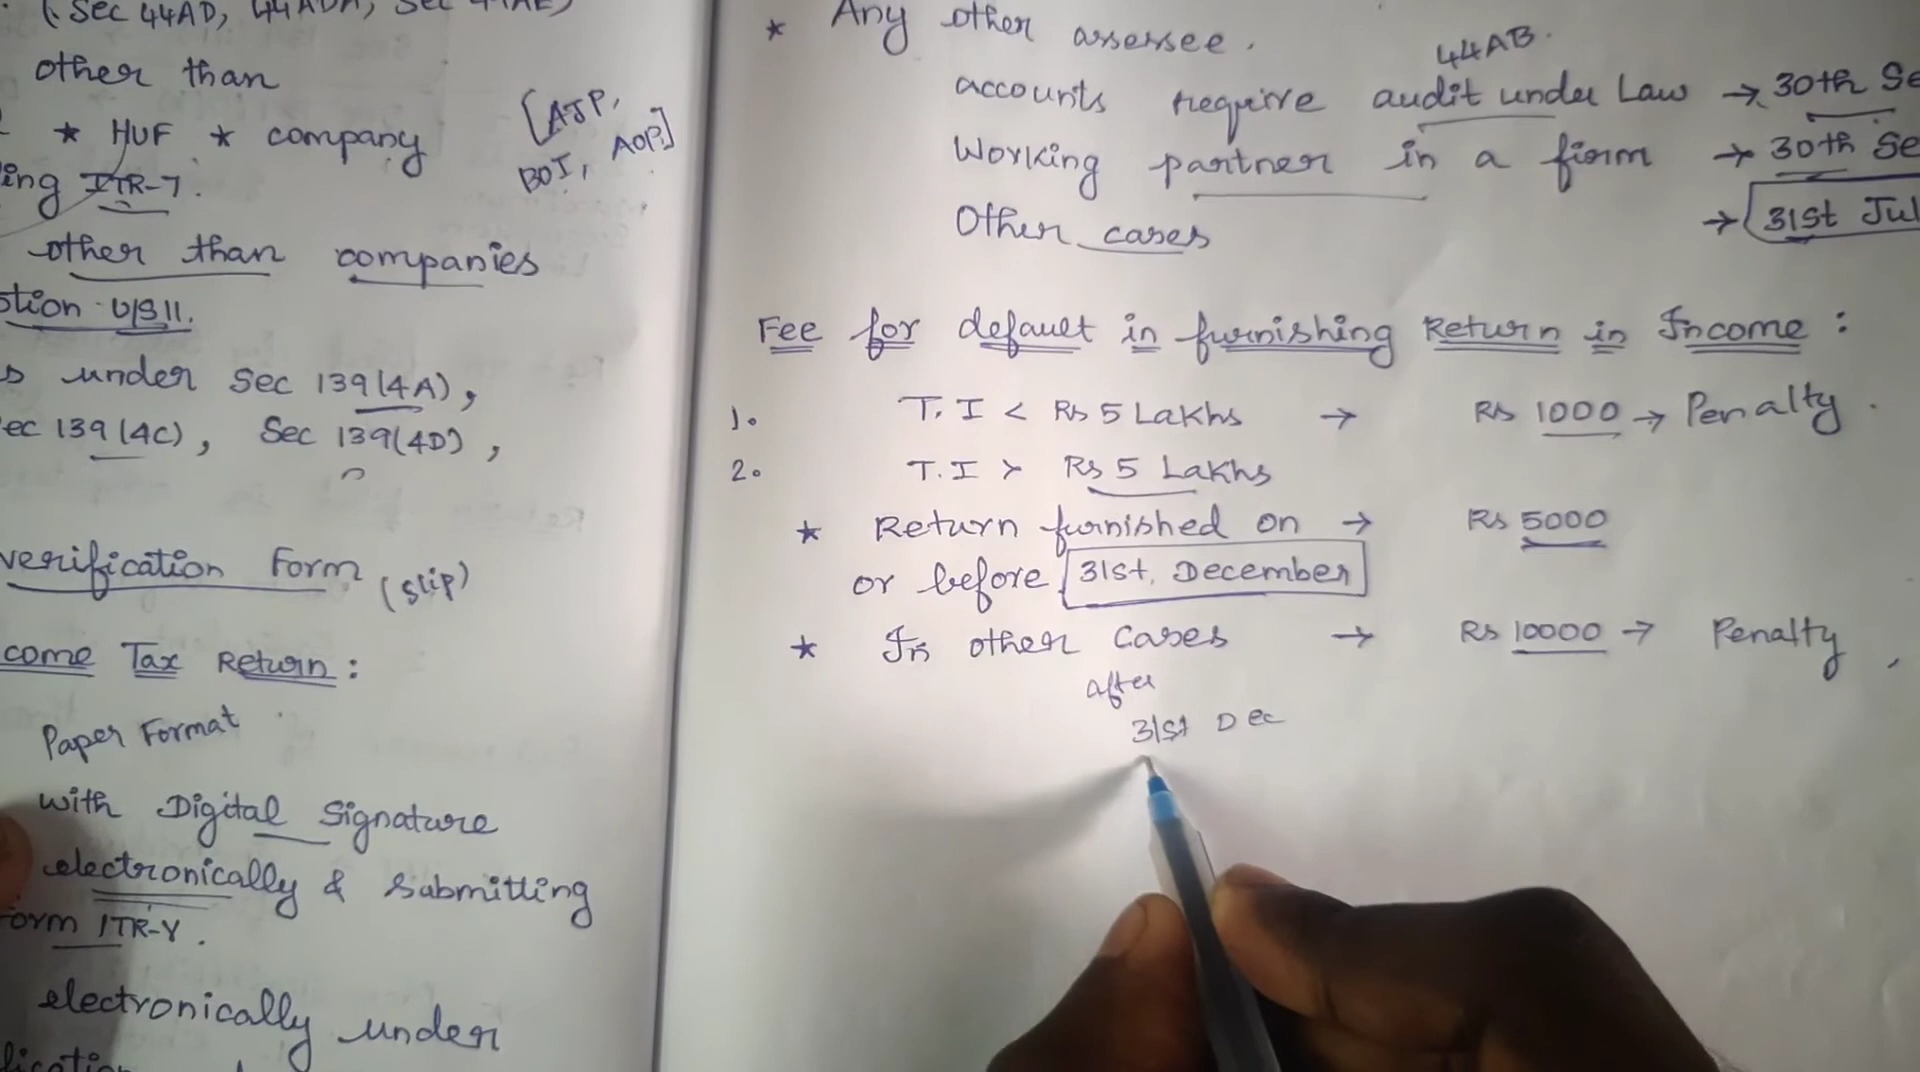 (Sec 44AD, 44ADA, Sec 44AE)
other than
* HUF * company
[AJP,
BOI, AOP.]
ing ITR-7.
other than companies
ption U/S 11.
s under Sec 139(4A),
ec 139(4C), Sec 139(4D),
verification Form (slip)
come Tax Return:
Paper Format
with Digital Signature
electronically & Submitting
Form ITR-V.
electronically under
* Any other assessee.
44AB.
accounts require audit under Law → 30th Se
Working partner in a firm → 30th Se
Other cases → 31st Jul
Fee for default in furnishing Return in Income:
1. T.I < Rs 5 Lakhs → Rs 1000 → Penalty.
2. T.I > Rs 5 Lakhs
* Return furnished on → Rs 5000
or before 31st, December
* In other Cases → Rs 10000 → Penalty,
after
31st Dec